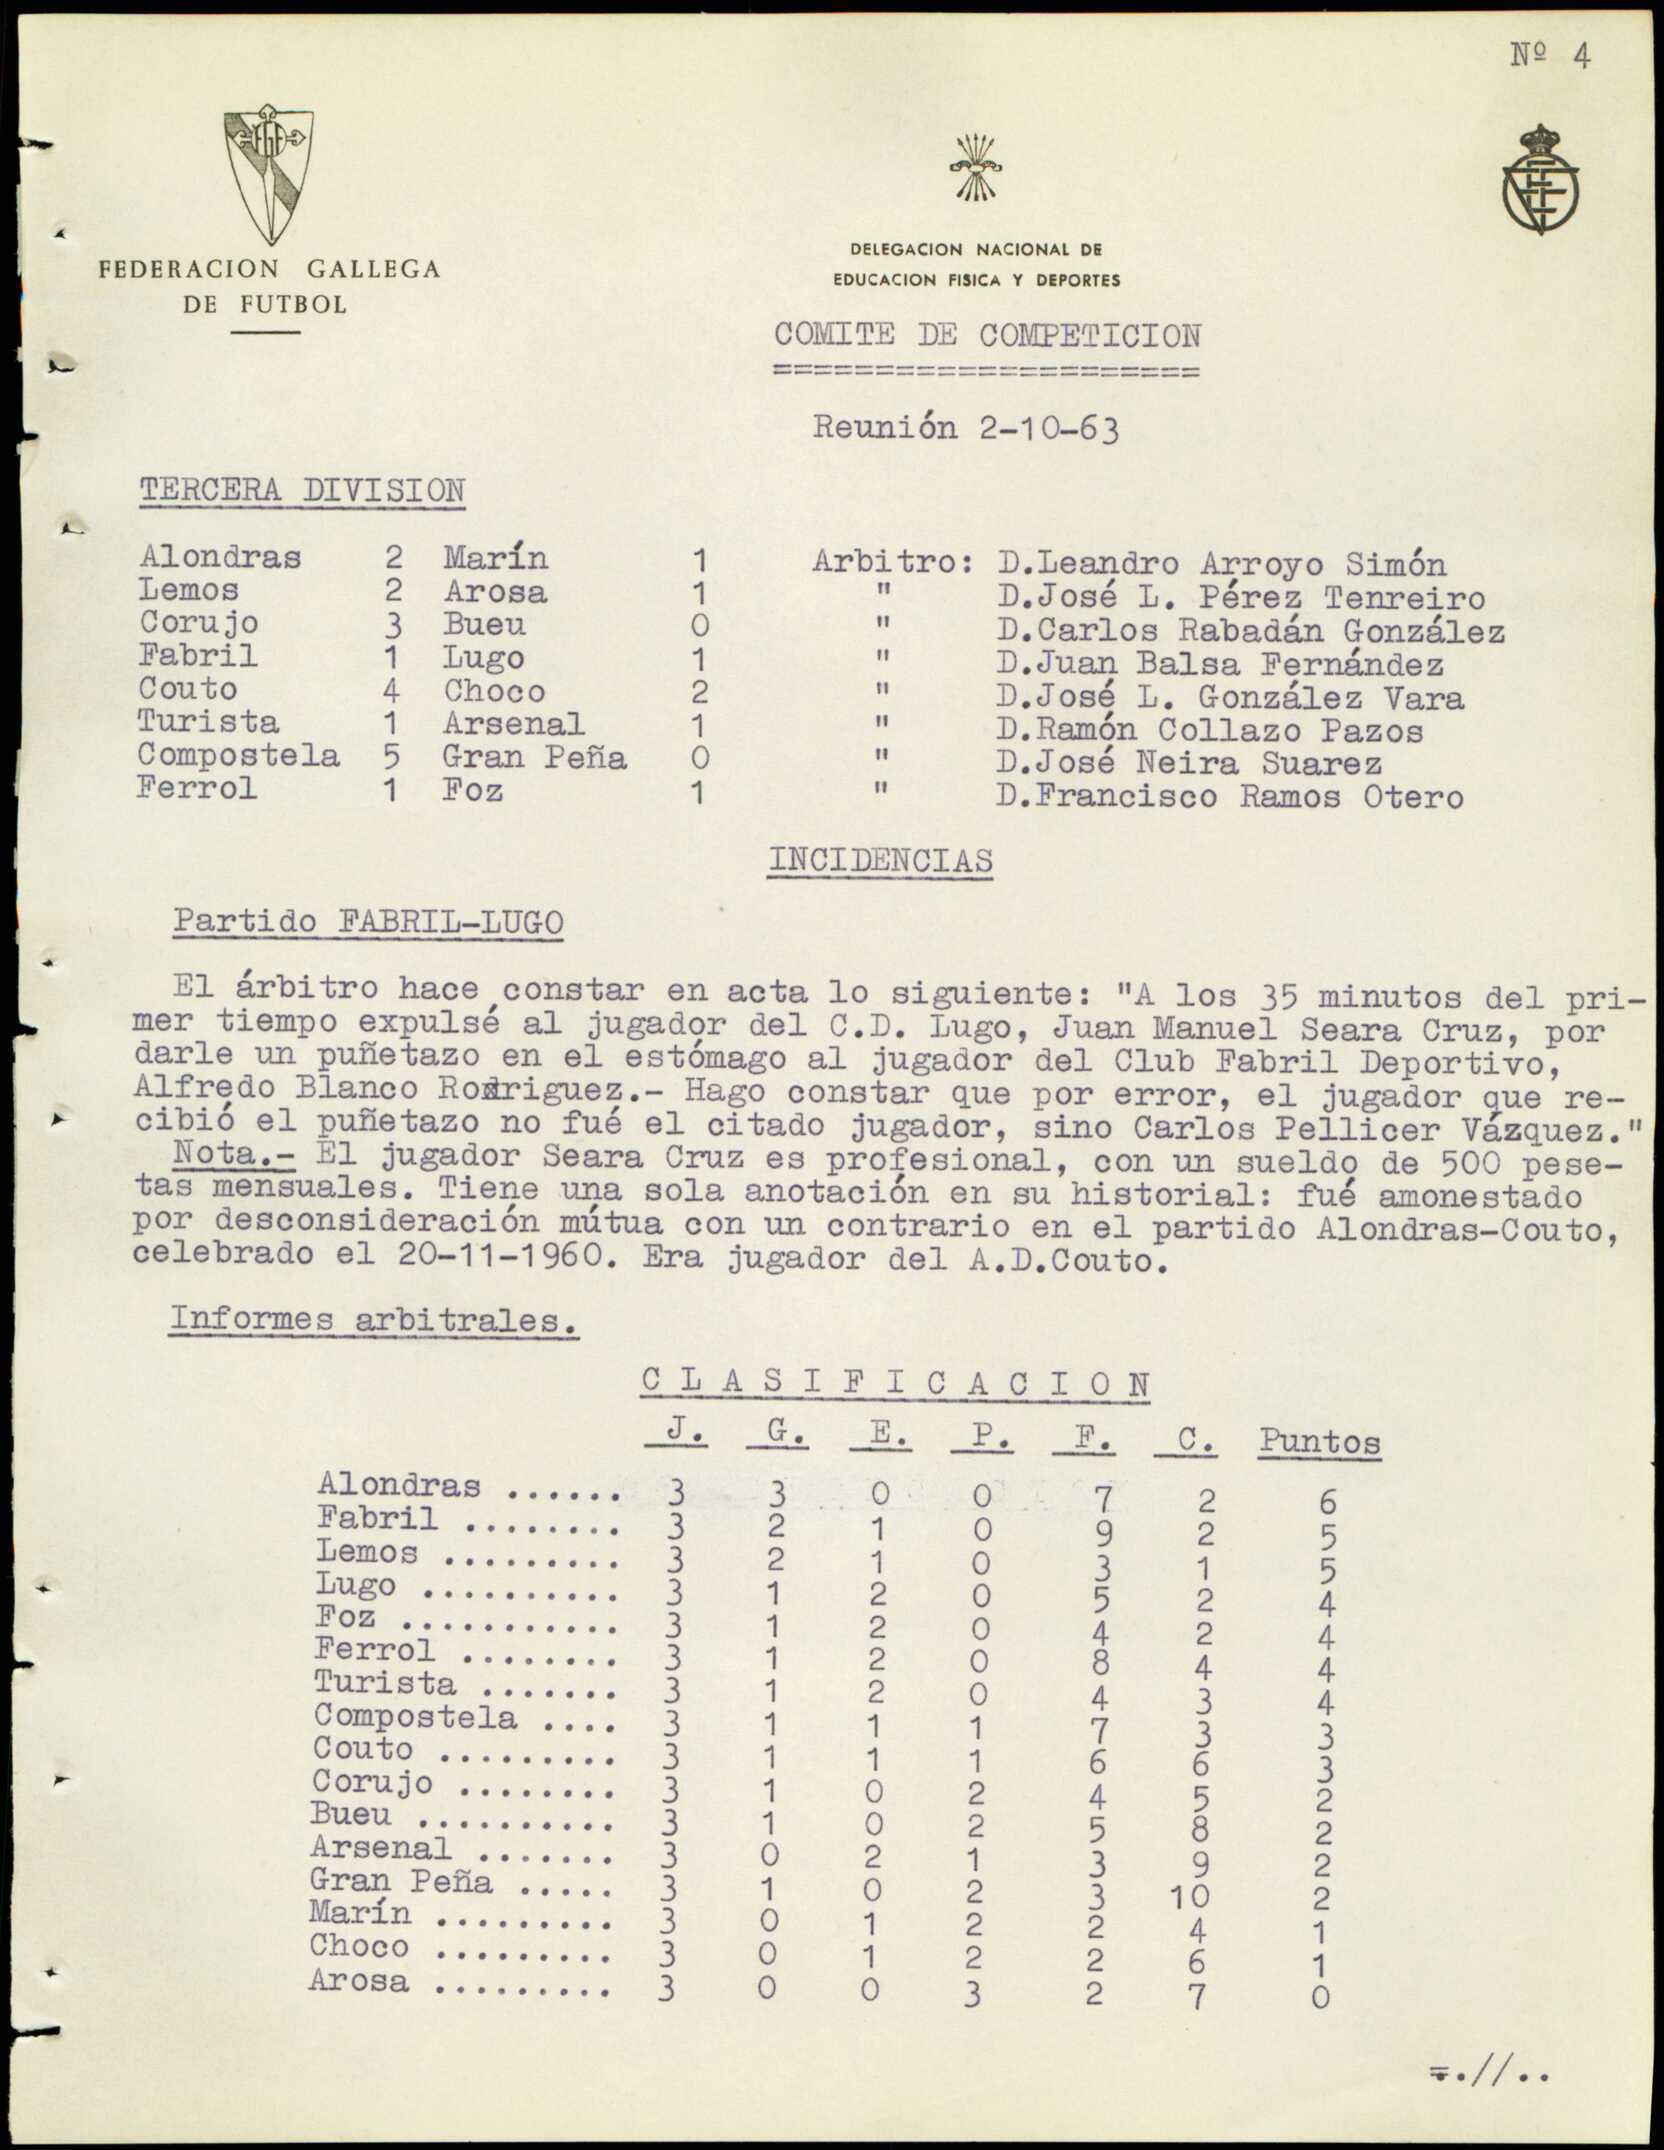 Nº 4
FEDERACION GALLEGA
DE FUTBOL
DELEGACION NACIONAL DE
EDUCACION FISICA Y DEPORTES
COMITE DE COMPETICION
=====================
Reunión 2-10-63
TERCERA DIVISION
Alondras 2 Marín 1 Arbitro: D.Leandro Arroyo Simón
Lemos 2 Arosa 1 " D.José L. Pérez Tenreiro
Corujo 3 Bueu 0 " D.Carlos Rabadán González
Fabril 1 Lugo 1 " D.Juan Balsa Fernández
Couto 4 Choco 2 " D.José L. González Vara
Turista 1 Arsenal 1 " D.Ramón Collazo Pazos
Compostela 5 Gran Peña 0 " D.José Neira Suarez
Ferrol 1 Foz 1 " D.Francisco Ramos Otero
INCIDENCIAS
Partido FABRIL-LUGO
El árbitro hace constar en acta lo siguiente: "A los 35 minutos del pri-
mer tiempo expulsé al jugador del C.D. Lugo, Juan Manuel Seara Cruz, por
darle un puñetazo en el estómago al jugador del Club Fabril Deportivo,
Alfredo Blanco Rodriguez.- Hago constar que por error, el jugador que re-
cibió el puñetazo no fué el citado jugador, sino Carlos Pellicer Vázquez."
Nota.- El jugador Seara Cruz es profesional, con un sueldo de 500 pese-
tas mensuales. Tiene una sola anotación en su historial: fué amonestado
por desconsideración mútua con un contrario en el partido Alondras-Couto,
celebrado el 20-11-1960. Era jugador del A.D.Couto.
Informes arbitrales.
C L A S I F I C A C I O N
J. G. E. P. F. C. Puntos
Alondras ...... 3 3 0 0 7 2 6
Fabril ........ 3 2 1 0 9 2 5
Lemos ......... 3 2 1 0 3 1 5
Lugo .......... 3 1 2 0 5 2 4
Foz ........... 3 1 2 0 4 2 4
Ferrol ........ 3 1 2 0 8 4 4
Turista ....... 3 1 2 0 4 3 4
Compostela .... 3 1 1 1 7 3 3
Couto ......... 3 1 1 1 6 6 3
Corujo ........ 3 1 0 2 4 5 2
Bueu .......... 3 1 0 2 5 8 2
Arsenal ....... 3 0 2 1 3 9 2
Gran Peña ..... 3 1 0 2 3 10 2
Marín ......... 3 0 1 2 2 4 1
Choco ......... 3 0 1 2 2 6 1
Arosa ......... 3 0 0 3 2 7 0
=.//..